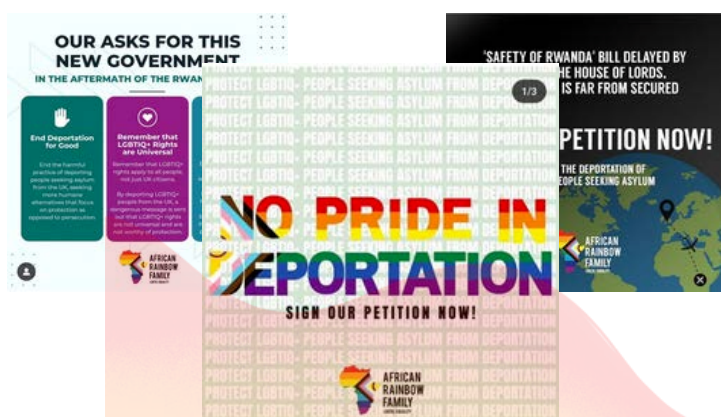 OUR ASKS FOR THIS
NEW GOVERNMENT
IN THE AFTERMATH OF THE
End Deportation
for Good
End the harmful
practice of deporting
people seeking asylum
from the UK, seeking
more humane
alternatives that focus
on protection as
opposed to persecution.
Remember that
LGBTIQ+ Rights
are Universal
Remember that LGBTIQ+
rights apply to all people,
not just UK citizens.
By deporting LGBTIQ+
people from the UK, a
dangerous message is sent
out that LGBTIQ+ rights
are not universal and are
not worthy of protection.
AFRICAN
RAINBOW
FAMILY
PROTECT LGBTIQ+ PEOPLE SEEKING ASYLUM FROM DEPORTATION
1/3
NO PRIDE IN
DEPORTATION
SIGN OUR PETITION NOW!
AFRICAN
RAINBOW
FAMILY
'SAFETY OF RWANDA' BILL DELAYED BY
HE HOUSE OF LORDS.
IS FAR FROM SECURED
PETITION NOW!
THE DEPORTATION OF
EOPLE SEEKING ASYLUM
AFRICAN
RAINBOW
FAMILY